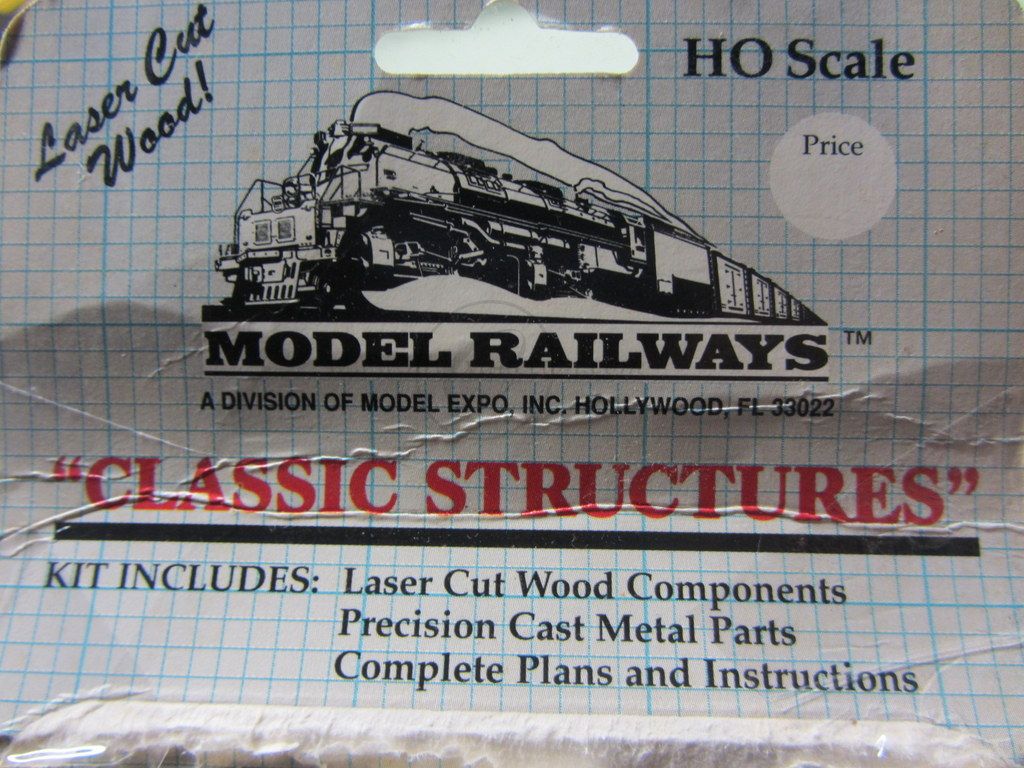 Laser Cut
Wood!
HO Scale
Price
MODEL RAILWAYS ™
A DIVISION OF MODEL EXPO, INC. HOLLYWOOD, FL 33022
“CLASSIC STRUCTURES”
KIT INCLUDES: Laser Cut Wood Components
Precision Cast Metal Parts
Complete Plans and Instructions